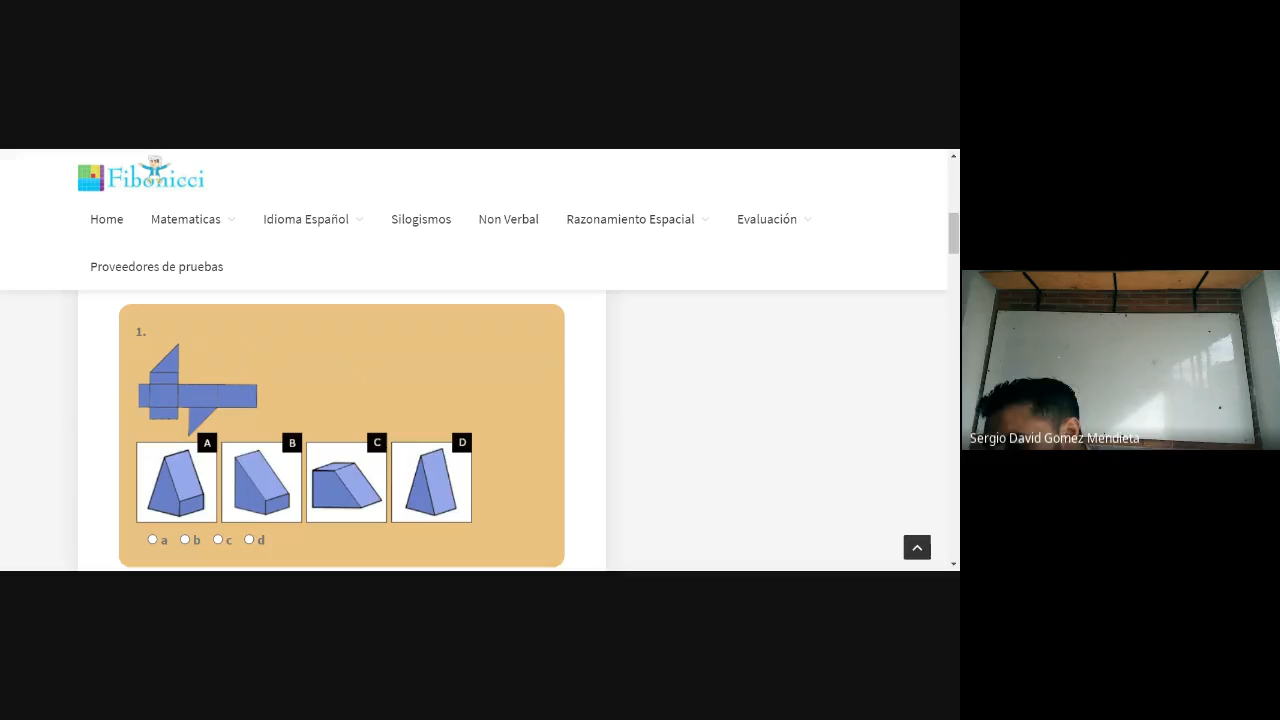 Fibonicci
Home Matematicas Idioma Español Silogismos Non Verbal Razonamiento Espacial Evaluación
Proveedores de pruebas
1.
A B C D
a b c d
Sergio David Gomez Mendieta